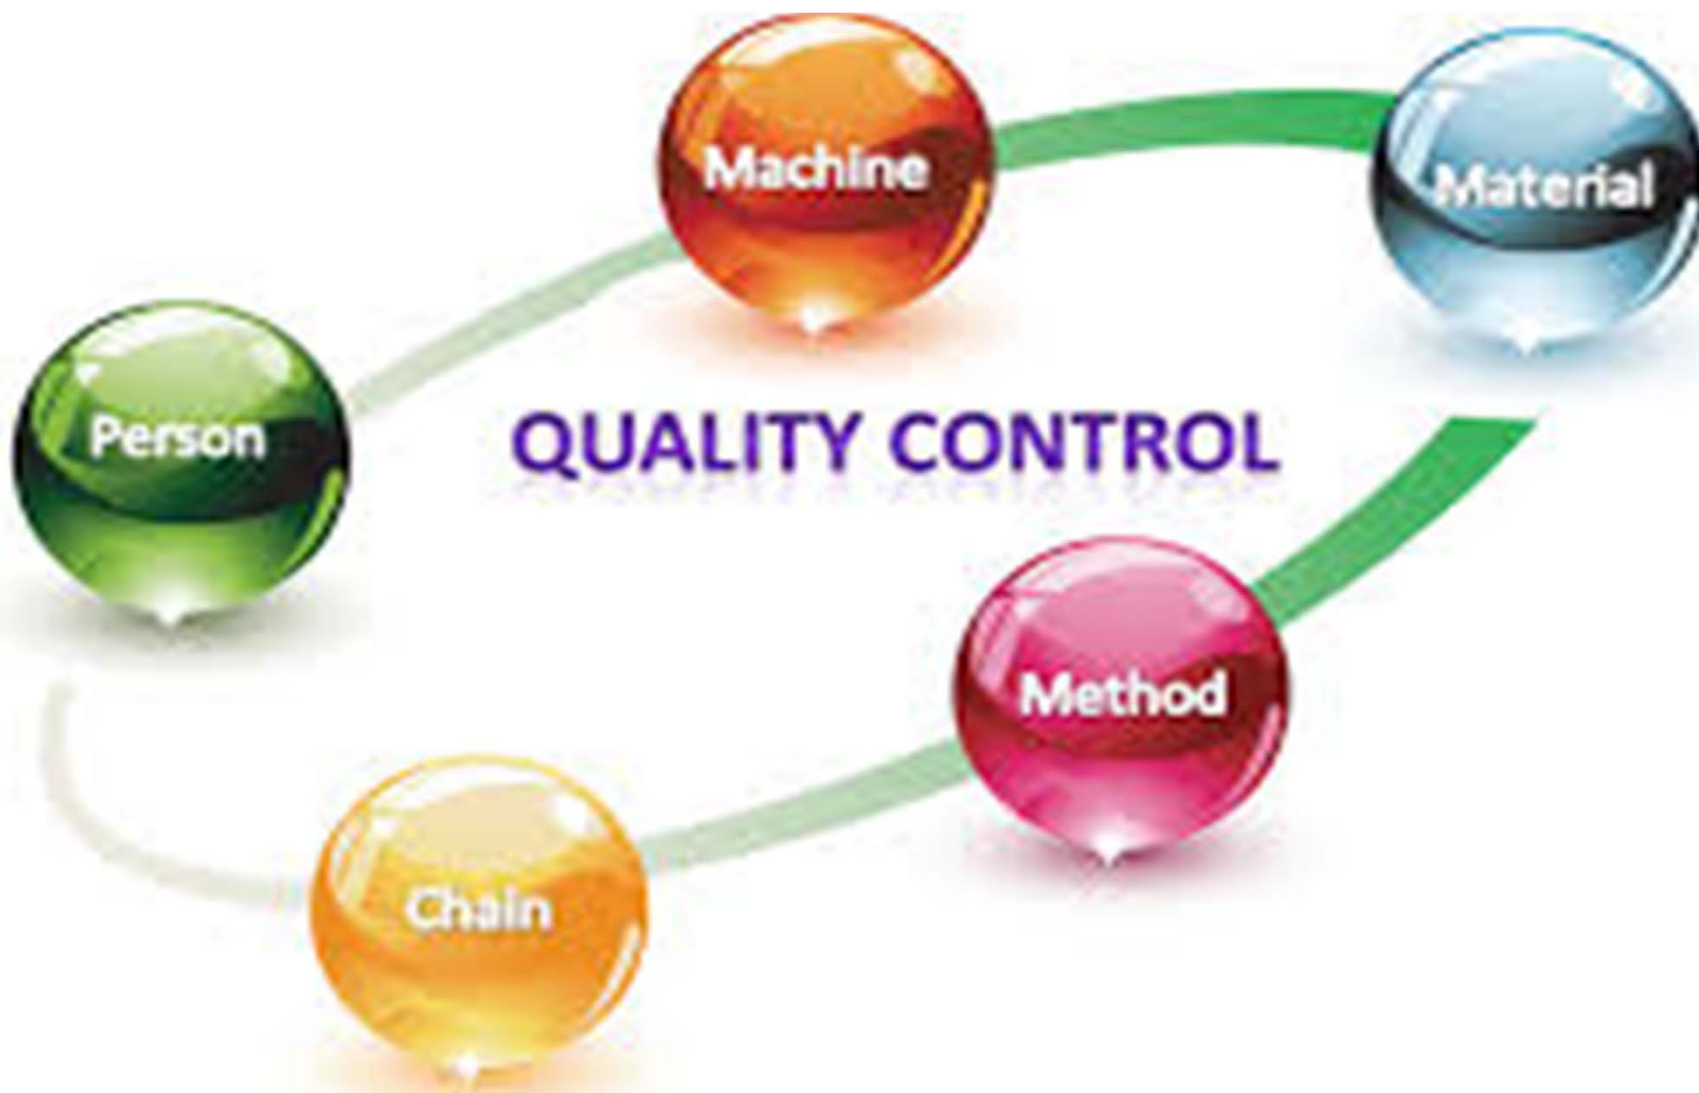 Machine
Material
Person
QUALITY CONTROL
Method
Chain